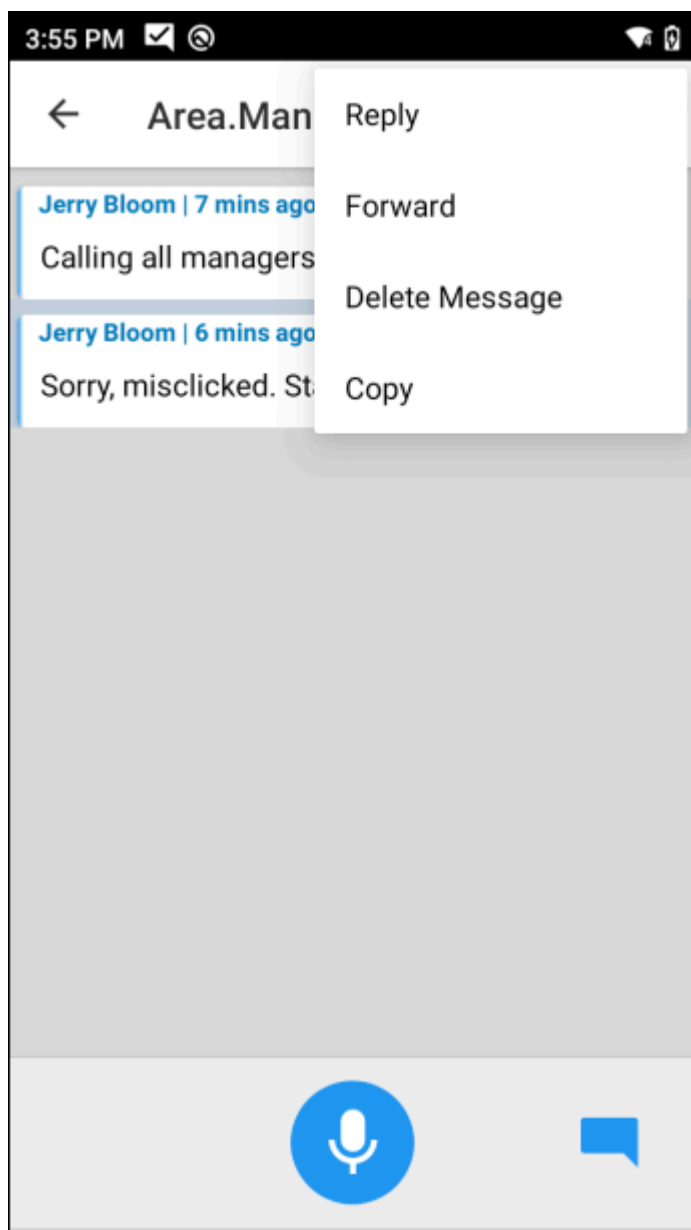 3:55 PM
Area.Man
Reply
Forward
Delete Message
Copy
Jerry Bloom | 7 mins ago
Calling all managers
Jerry Bloom | 6 mins ago
Sorry, misclicked.